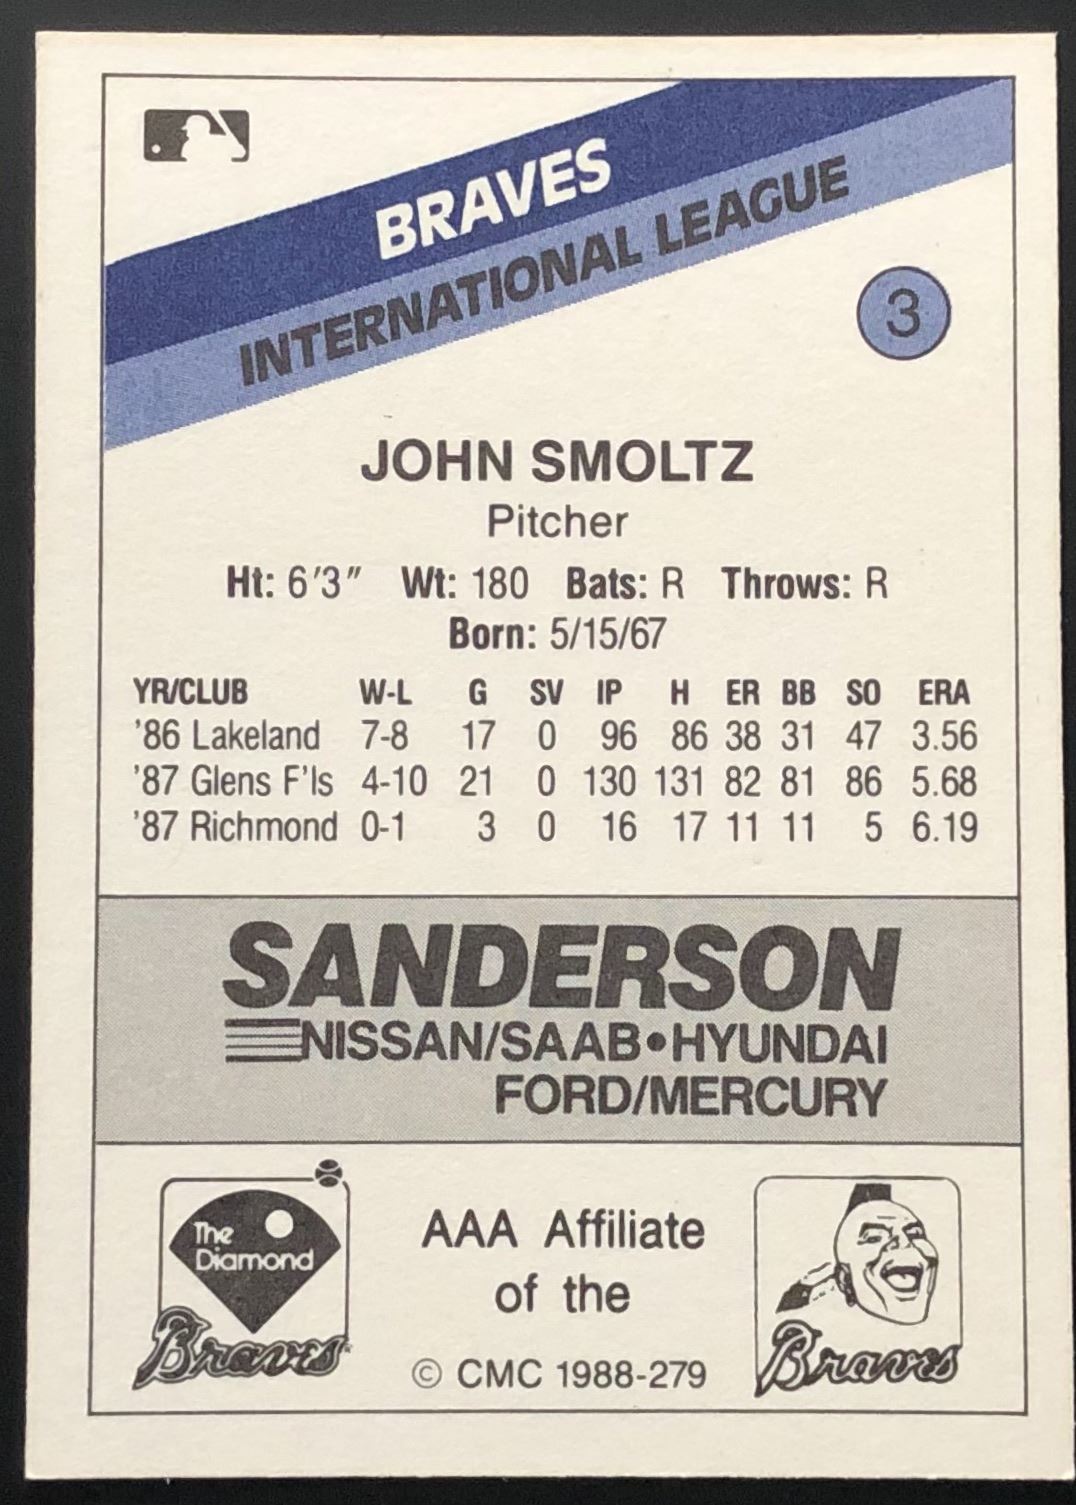 BRAVES
INTERNATIONAL LEAGUE
3
JOHN SMOLTZ
Pitcher
Ht: 6'3" Wt: 180 Bats: R Throws: R
Born: 5/15/67
YR/CLUB W-L G SV IP H ER BB SO ERA
'86 Lakeland 7-8 17 0 96 86 38 31 47 3.56
'87 Glens F'ls 4-10 21 0 130 131 82 81 86 5.68
'87 Richmond 0-1 3 0 16 17 11 11 5 6.19
SANDERSON
NISSAN/SAAB•HYUNDAI
FORD/MERCURY
The
Diamond
Braves
AAA Affiliate
of the
© CMC 1988-279
Braves